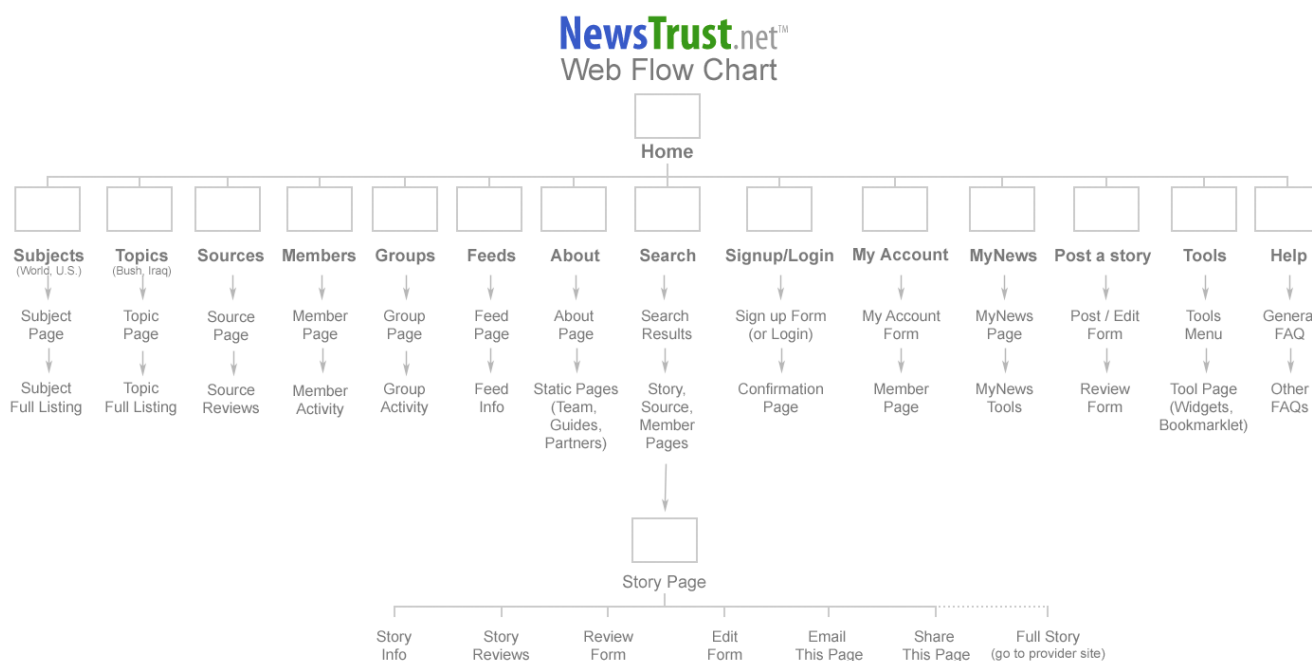 NewsTrust.net™
Web Flow Chart
Home
Subjects
(World, U.S.)
Topics
(Bush, Iraq)
Sources
Members
Groups
Feeds
About
Search
Signup/Login
My Account
MyNews
Post a story
Tools
Help
Subject
Page
Topic
Page
Source
Page
Member
Page
Group
Page
Feed
Page
About
Page
Search
Results
Sign up Form
(or Login)
My Account
Form
MyNews
Page
Post / Edit
Form
Tools
Menu
Genera
FAQ
Subject
Full Listing
Topic
Full Listing
Source
Reviews
Member
Activity
Group
Activity
Feed
Info
Static Pages
(Team,
Guides,
Partners)
Story,
Source,
Member
Pages
Confirmation
Page
Member
Page
MyNews
Tools
Review
Form
Tool Page
(Widgets,
Bookmarklet)
Other
FAQs
Story Page
Story
Info
Story
Reviews
Review
Form
Edit
Form
Email
This Page
Share
This Page
Full Story
(go to provider site)